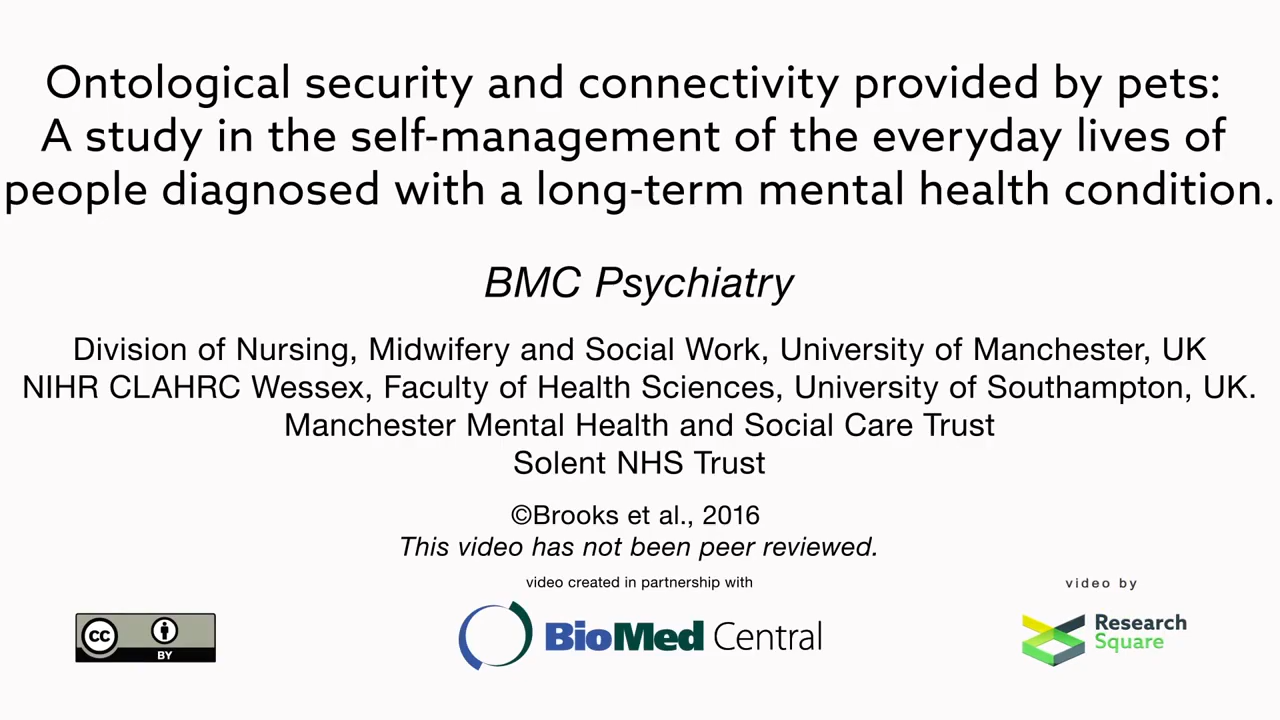 Ontological security and connectivity provided by pets:
A study in the self-management of the everyday lives of
people diagnosed with a long-term mental health condition.
BMC Psychiatry
Division of Nursing, Midwifery and Social Work, University of Manchester, UK
NIHR CLAHRC Wessex, Faculty of Health Sciences, University of Southampton, UK.
Manchester Mental Health and Social Care Trust
Solent NHS Trust
©Brooks et al., 2016
This video has not been peer reviewed.
video created in partnership with
video by
cc
BY
BioMed Central
Research
Square